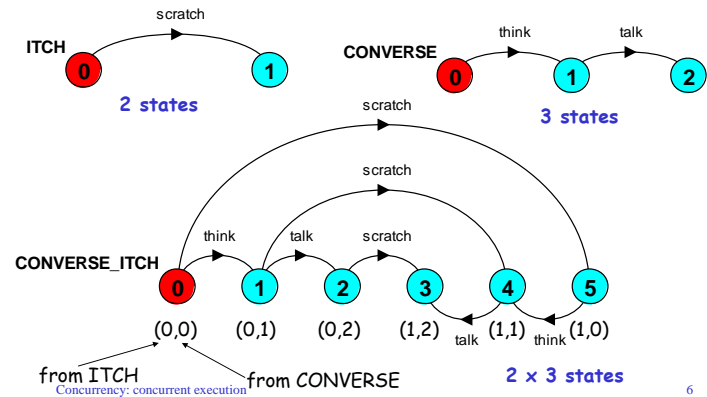 scratch
ITCH 0 1
2 states
think talk
CONVERSE 0 1 2
3 states
scratch
scratch
think talk scratch
CONVERSE_ITCH 0 1 2 3 4 5
talk think
(0,0) (0,1) (0,2) (1,2) (1,1) (1,0)
from ITCH from CONVERSE
2 x 3 states
Concurrency: concurrent execution 6